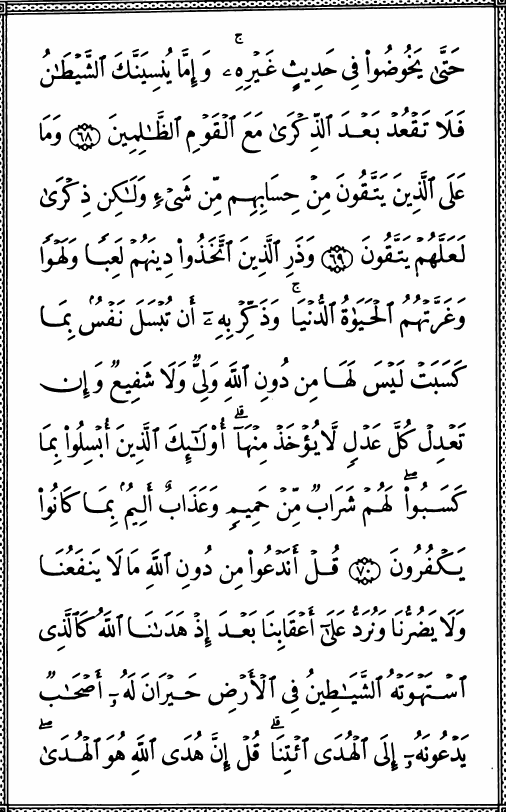 حَتَّىٰ يَخُوضُوا۟ فِى حَدِيثٍ غَيْرِهِۦ ۚ وَإِمَّا يُنسِيَنَّكَ ٱلشَّيْطَـٰنُ
فَلَا تَقْعُدْ بَعْدَ ٱلذِّكْرَىٰ مَعَ ٱلْقَوْمِ ٱلظَّـٰلِمِينَ ٦٨ وَمَا
عَلَى ٱلَّذِينَ يَتَّقُونَ مِنْ حِسَابِهِم مِّن شَىْءٍ وَلَـٰكِن ذِكْرَىٰ
لَعَلَّهُمْ يَتَّقُونَ ٦٩ وَذَرِ ٱلَّذِينَ ٱتَّخَذُوا۟ دِينَهُمْ لَعِبًا وَلَهْوًا
وَغَرَّتْهُمُ ٱلْحَيَوٰةُ ٱلدُّنْيَا ۚ وَذَكِّرْ بِهِۦٓ أَن تُبْسَلَ نَفْسٌۢ بِمَا
كَسَبَتْ لَيْسَ لَهَا مِن دُونِ ٱللَّهِ وَلِىٌّ وَلَا شَفِيعٌ وَإِن
تَعْدِلْ كُلَّ عَدْلٍ لَّا يُؤْخَذْ مِنْهَآ ۗ أُو۟لَـٰٓئِكَ ٱلَّذِينَ أُبْسِلُوا۟ بِمَا
كَسَبُوا۟ ۖ لَهُمْ شَرَابٌ مِّنْ حَمِيمٍ وَعَذَابٌ أَلِيمٌۢ بِمَا كَانُوا۟
يَكْفُرُونَ ٧٠ قُلْ أَنَدْعُوا۟ مِن دُونِ ٱللَّهِ مَا لَا يَنفَعُنَا
وَلَا يَضُرُّنَا وَنُرَدُّ عَلَىٰٓ أَعْقَابِنَا بَعْدَ إِذْ هَدَىٰنَا ٱللَّهُ كَٱلَّذِى
ٱسْتَهْوَتْهُ ٱلشَّيَـٰطِينُ فِى ٱلْأَرْضِ حَيْرَانَ لَهُۥٓ أَصْحَـٰبٌ
يَدْعُونَهُۥٓ إِلَى ٱلْهُدَى ٱئْتِنَا ۗ قُلْ إِنَّ هُدَى ٱللَّهِ هُوَ ٱلْهُدَىٰ ۖ